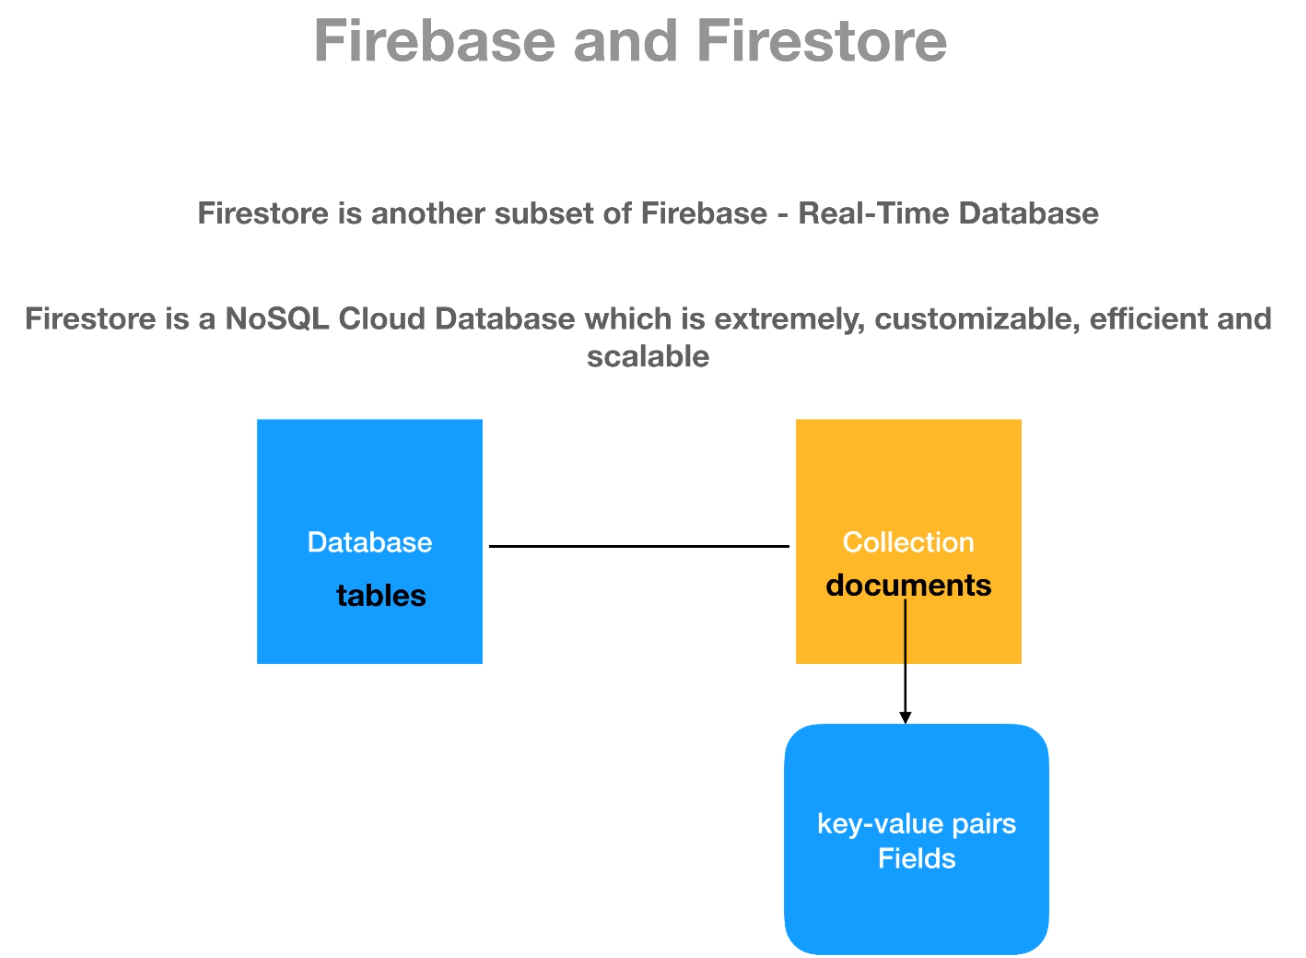 Firebase and Firestore
Firestore is another subset of Firebase - Real-Time Database
Firestore is a NoSQL Cloud Database which is extremely, customizable, efficient and
scalable
Database
tables
Collection
documents
key-value pairs
Fields